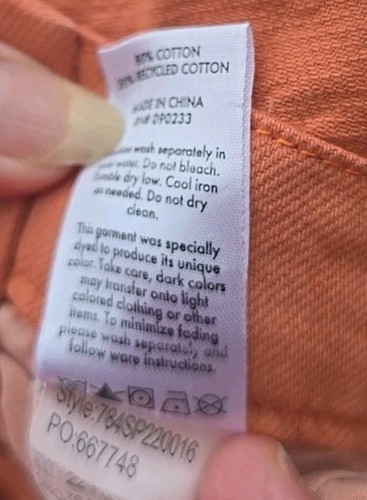 COTTON
RECYCLED COTTON
MADE IN CHINA
DP0233
wash separately in
water. Do not bleach.
Tumble dry low. Cool iron
as needed. Do not dry
clean.
This garment was specially
dyed to produce its unique
color. Take care, dark colors
may transfer onto light
colored clothing or other
items. To minimize fading
please wash separately and
follow ware instructions.
Style:784SP220016
PO:667748